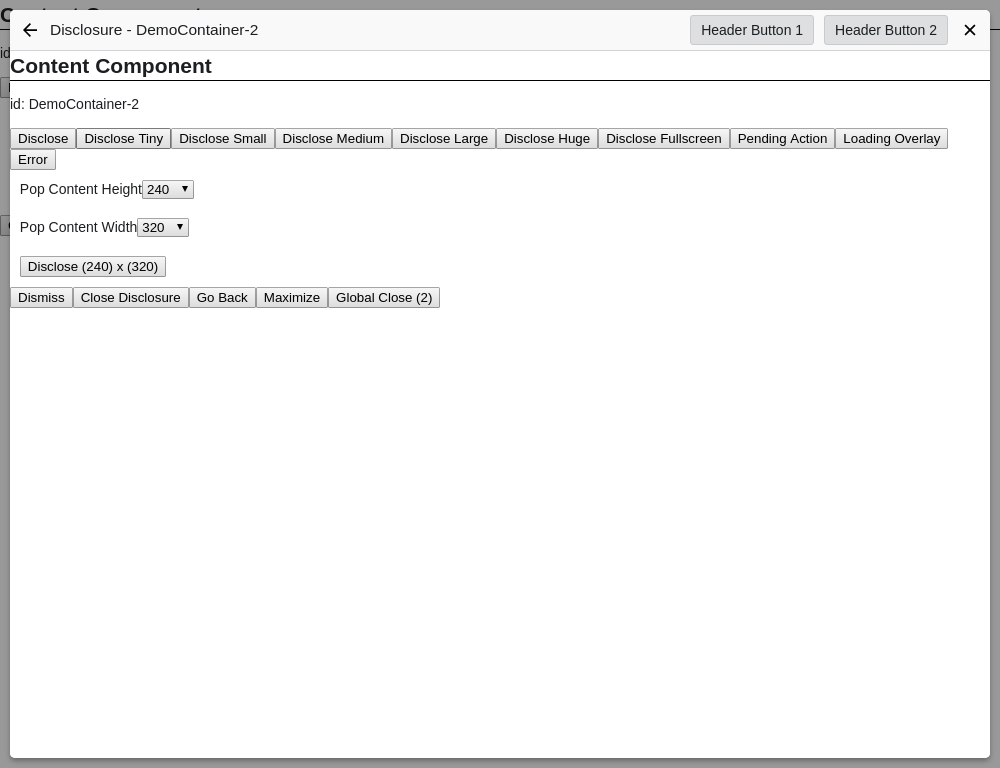 Disclosure - DemoContainer-2 Header Button 1 Header Button 2
Content Component
id: DemoContainer-2
Disclose Disclose Tiny Disclose Small Disclose Medium Disclose Large Disclose Huge Disclose Fullscreen Pending Action Loading Overlay
Error
Pop Content Height 240
Pop Content Width 320
Disclose (240) x (320)
Dismiss Close Disclosure Go Back Maximize Global Close (2)